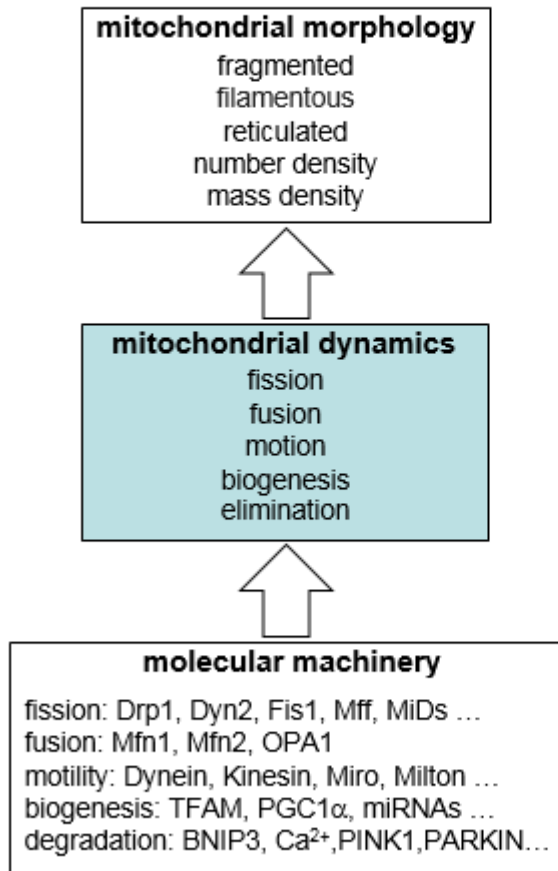 mitochondrial morphology
fragmented
filamentous
reticulated
number density
mass density
mitochondrial dynamics
fission
fusion
motion
biogenesis
elimination
molecular machinery
fission: Drp1, Dyn2, Fis1, Mff, MiDs ...
fusion: Mfn1, Mfn2, OPA1
motility: Dynein, Kinesin, Miro, Milton ...
biogenesis: TFAM, PGC1α, miRNAs ...
degradation: BNIP3, Ca²⁺,PINK1,PARKIN...